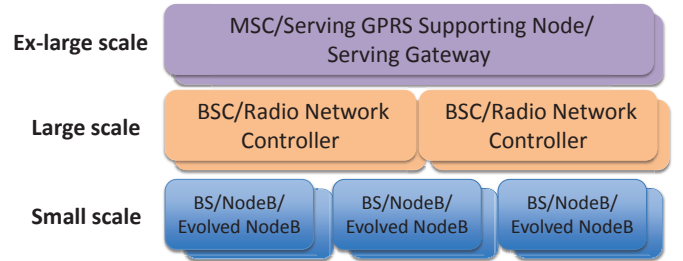 Ex-large scale
MSC/Serving GPRS Supporting Node/
Serving Gateway
Large scale
BSC/Radio Network
Controller
BSC/Radio Network
Controller
Small scale
BS/NodeB/
Evolved NodeB
BS/NodeB/
Evolved NodeB
BS/NodeB/
Evolved NodeB